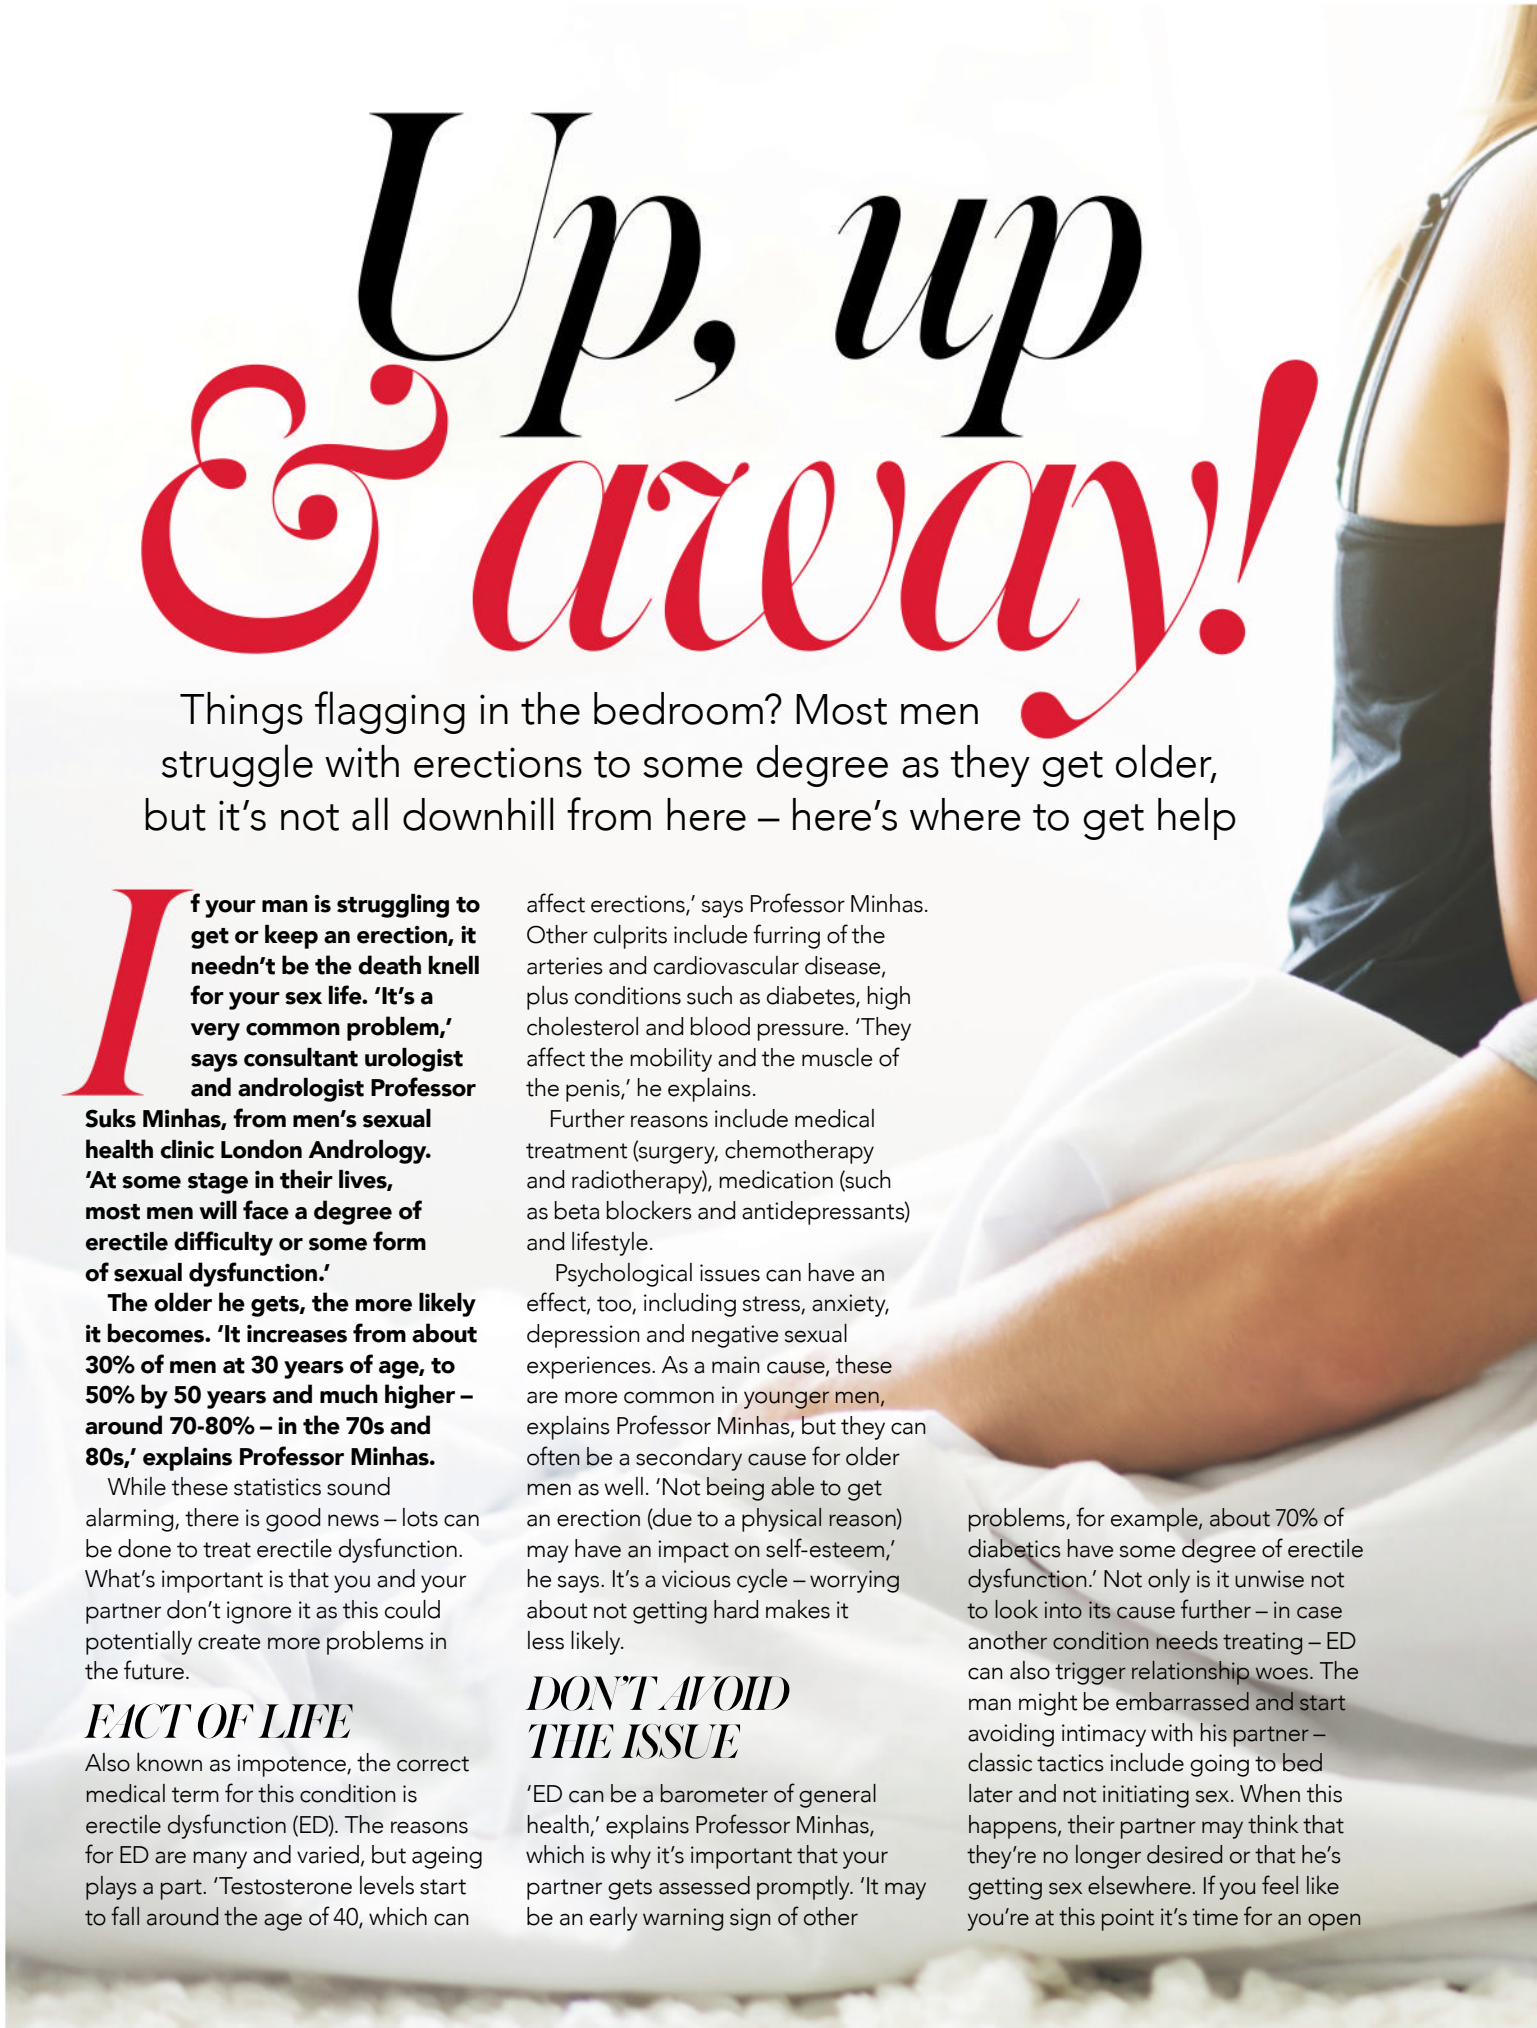 Up, up
& away!
Things flagging in the bedroom? Most men
struggle with erections to some degree as they get older,
but it’s not all downhill from here – here’s where to get help
If your man is struggling to
get or keep an erection, it
needn’t be the death knell
for your sex life. ‘It’s a
very common problem,’
says consultant urologist
and andrologist Professor
Suks Minhas, from men’s sexual
health clinic London Andrology.
‘At some stage in their lives,
most men will face a degree of
erectile difficulty or some form
of sexual dysfunction.’
The older he gets, the more likely
it becomes. ‘It increases from about
30% of men at 30 years of age, to
50% by 50 years and much higher –
around 70-80% – in the 70s and
80s,’ explains Professor Minhas.
While these statistics sound
alarming, there is good news – lots can
be done to treat erectile dysfunction.
What’s important is that you and your
partner don’t ignore it as this could
potentially create more problems in
the future.
FACT OF LIFE
Also known as impotence, the correct
medical term for this condition is
erectile dysfunction (ED). The reasons
for ED are many and varied, but ageing
plays a part. ‘Testosterone levels start
to fall around the age of 40, which can
affect erections,’ says Professor Minhas.
Other culprits include furring of the
arteries and cardiovascular disease,
plus conditions such as diabetes, high
cholesterol and blood pressure. ‘They
affect the mobility and the muscle of
the penis,’ he explains.
Further reasons include medical
treatment (surgery, chemotherapy
and radiotherapy), medication (such
as beta blockers and antidepressants)
and lifestyle.
Psychological issues can have an
effect, too, including stress, anxiety,
depression and negative sexual
experiences. As a main cause, these
are more common in younger men,
explains Professor Minhas, but they can
often be a secondary cause for older
men as well. ‘Not being able to get
an erection (due to a physical reason)
may have an impact on self-esteem,’
he says. It’s a vicious cycle – worrying
about not getting hard makes it
less likely.
DON’T AVOID
THE ISSUE
‘ED can be a barometer of general
health,’ explains Professor Minhas,
which is why it’s important that your
partner gets assessed promptly. ‘It may
be an early warning sign of other
problems, for example, about 70% of
diabetics have some degree of erectile
dysfunction.’ Not only is it unwise not
to look into its cause further – in case
another condition needs treating – ED
can also trigger relationship woes. The
man might be embarrassed and start
avoiding intimacy with his partner –
classic tactics include going to bed
later and not initiating sex. When this
happens, their partner may think that
they’re no longer desired or that he’s
getting sex elsewhere. If you feel like
you’re at this point it’s time for an open